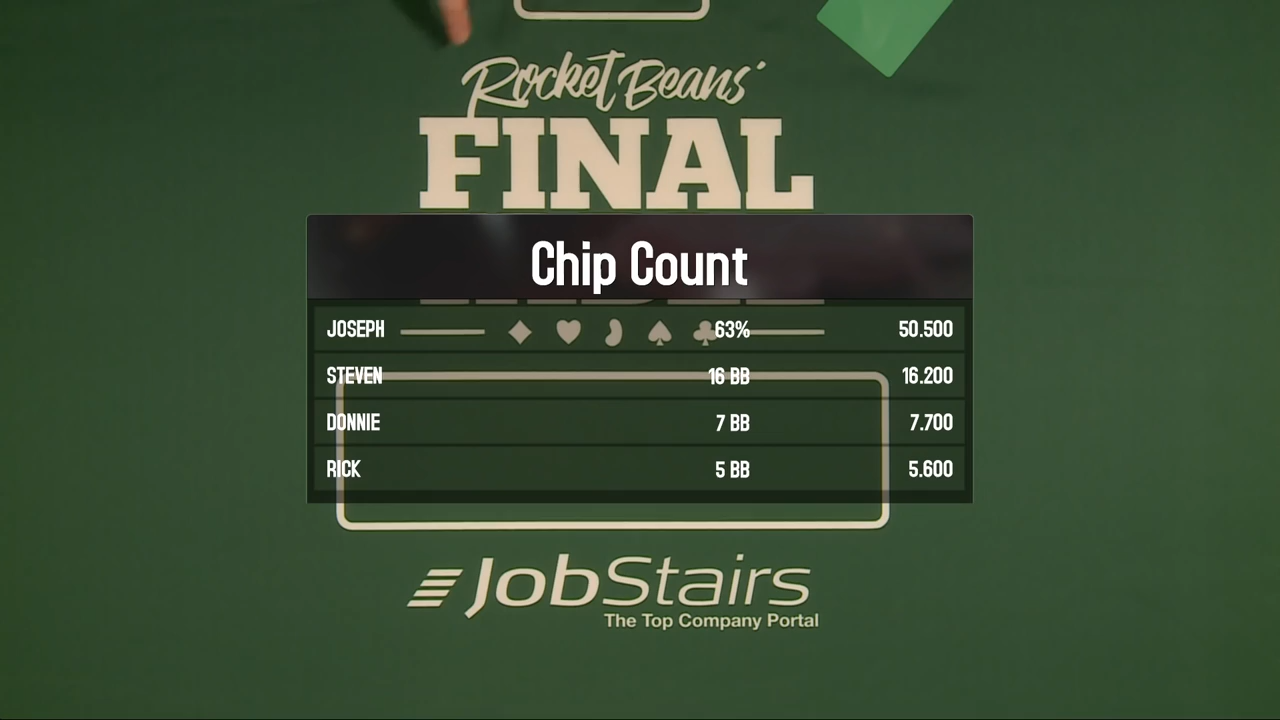 Rocket Beans'
FINAL
Chip Count
JOSEPH 63% 50.500
STEVEN 16 BB 16.200
DONNIE 7 BB 7.700
RICK 5 BB 5.600
JobStairs
The Top Company Portal